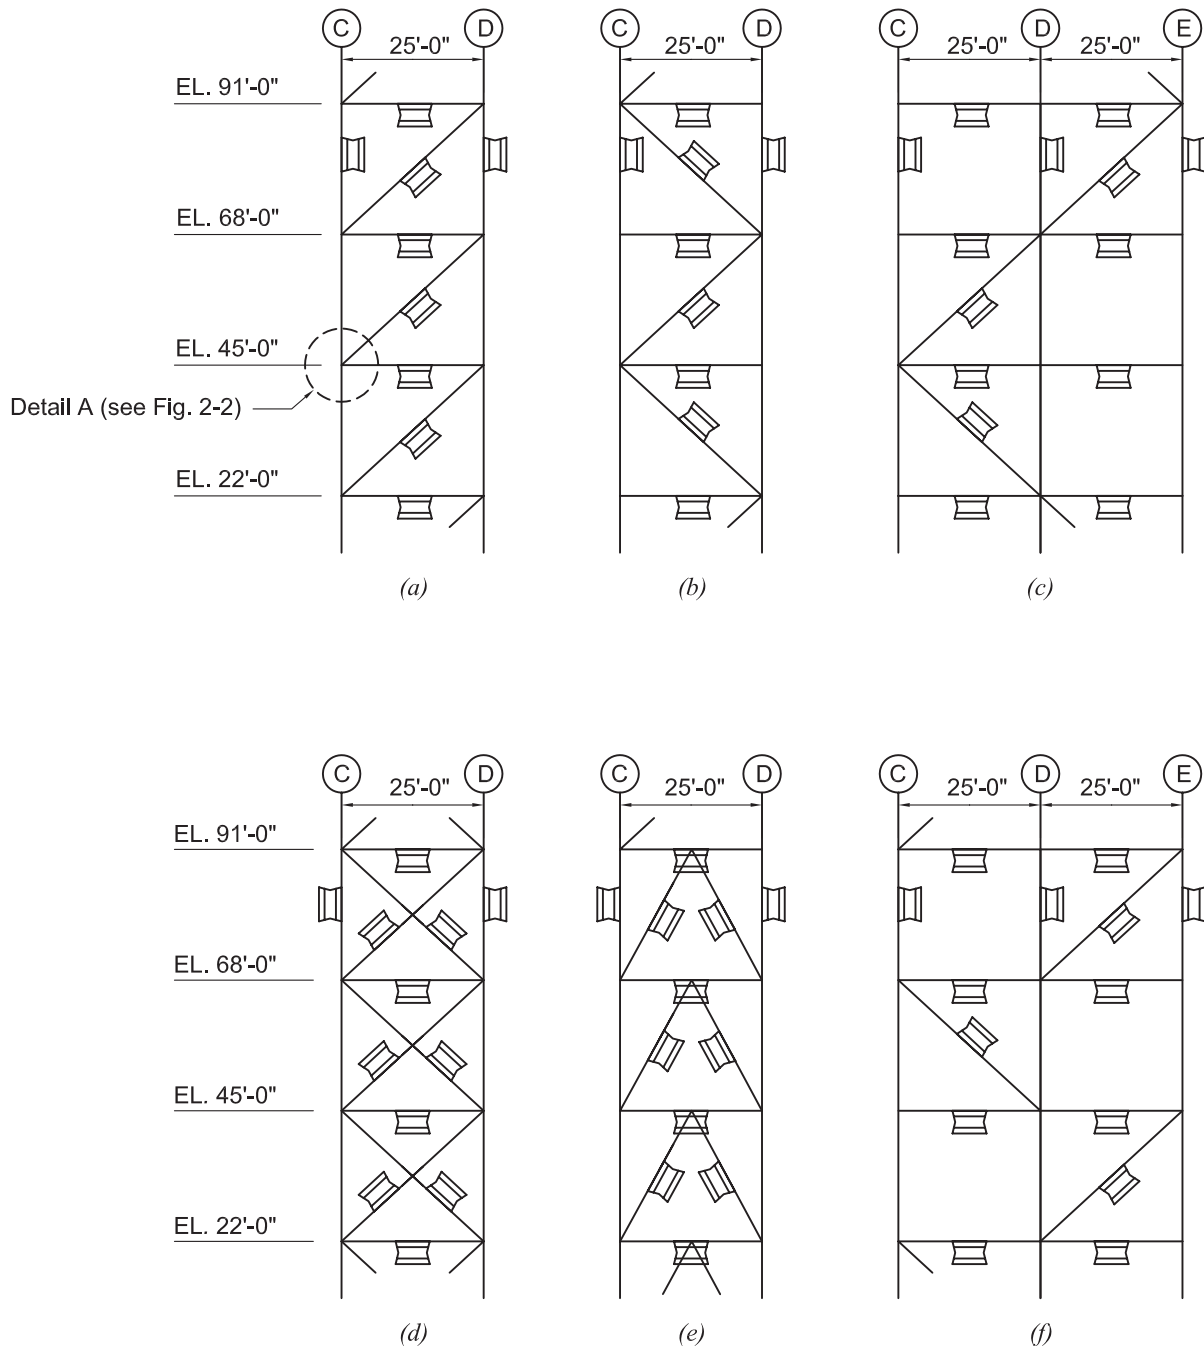 C D C D C D E
25'-0" 25'-0" 25'-0" 25'-0"
EL. 91'-0"
EL. 68'-0"
EL. 45'-0"
Detail A (see Fig. 2-2)
EL. 22'-0"
(a) (b) (c)
C D C D C D E
25'-0" 25'-0" 25'-0" 25'-0"
EL. 91'-0"
EL. 68'-0"
EL. 45'-0"
EL. 22'-0"
(d) (e) (f)